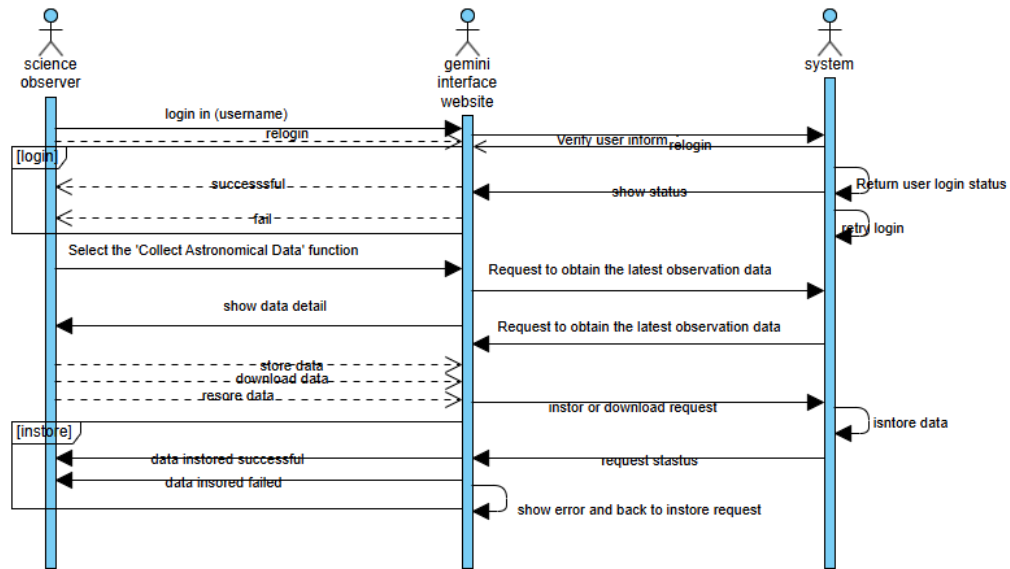 science
observer
gemini
interface
website
system
login in (username)
relogin
Verify user inform
relogin
[login]
successsful
show status
Return user login status
fail
retry login
Select the 'Collect Astronomical Data' function
Request to obtain the latest observation data
show data detail
Request to obtain the latest observation data
store data
download data
resore data
instor or download request
isntore data
[instore]
data instored successful
request stastus
data insored failed
show error and back to instore request